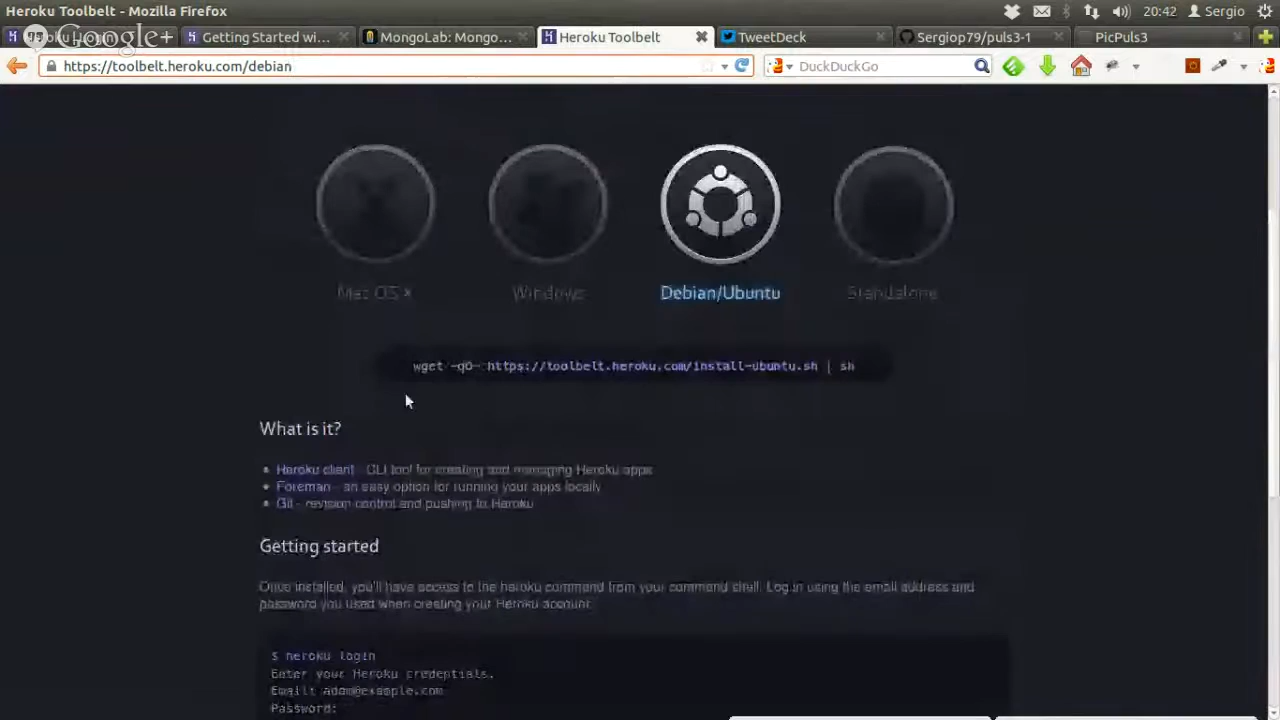 Heroku Toolbelt - Mozilla Firefox
20:42
Sergio
Google+
Getting Started wi...
MongoLab: Mongo...
Heroku Toolbelt
TweetDeck
Sergiop79/puls3-1
PicPuls3
https://toolbelt.heroku.com/debian
DuckDuckGo
Mac OS X
Windows
Debian/Ubuntu
Standalone
wget -qO- https://toolbelt.heroku.com/install-ubuntu.sh | sh
What is it?
Heroku client - CLI tool for creating and managing Heroku apps
Foreman - an easy option for running your apps locally
Git - revision control and pushing to Heroku
Getting started
Once installed, you'll have access to the heroku command from your command shell. Log in using the email address and
password you used when creating your Heroku account:
$ heroku login
Enter your Heroku credentials.
Email: adam@example.com
Password: